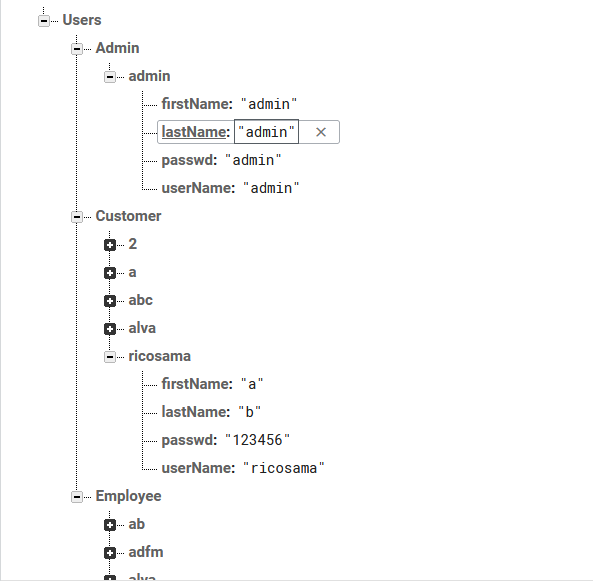 Users
Admin
admin
firstName: "admin"
lastName: "admin" ×
passwd: "admin"
userName: "admin"
Customer
2
a
abc
alva
ricosama
firstName: "a"
lastName: "b"
passwd: "123456"
userName: "ricosama"
Employee
ab
adfm
alva